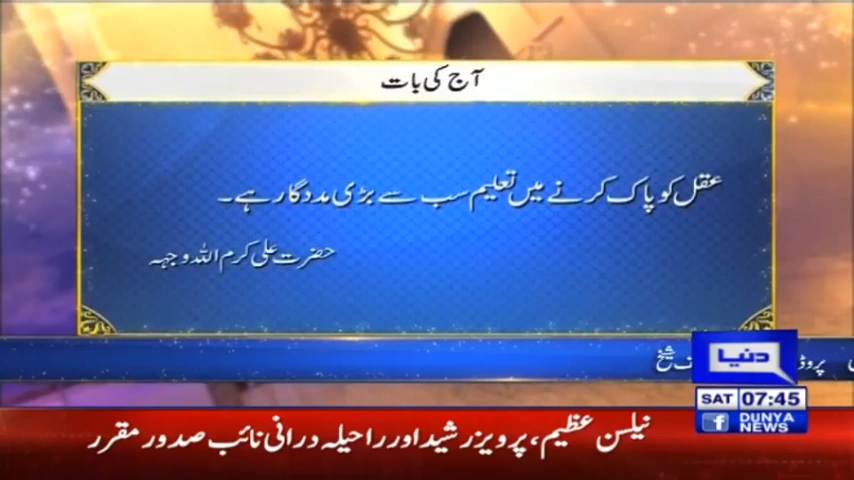 آج کی بات
عقل کو پاک کرنے میں تعلیم سب سے بڑی مددگار ہے۔
حضرت علی کرم اللہ وجہہ
شیخ
دنیا
SAT 07:45
f DUNYA NEWS
نیلسن عظیم، پرویز رشید اور راحیلہ درانی نائب صدور مقرر